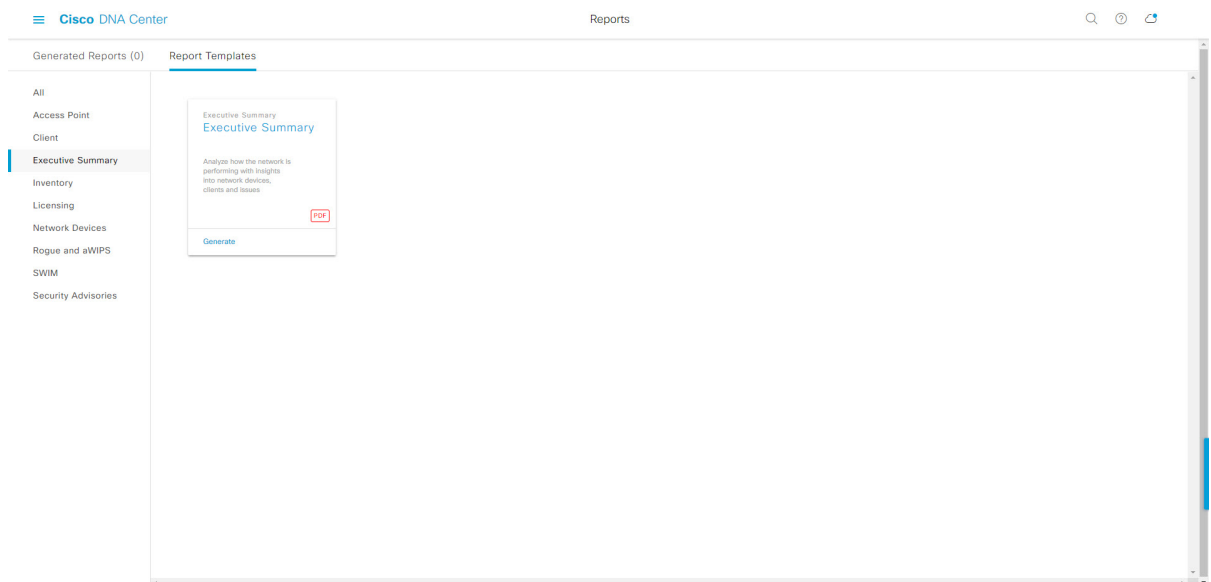 Cisco DNA Center
Reports
Generated Reports (0)
Report Templates
All
Access Point
Client
Executive Summary
Inventory
Licensing
Network Devices
Rogue and aWIPS
SWIM
Security Advisories
Executive Summary
Executive Summary
Analyze how the network is
performing with insights
into network devices,
clients and issues
PDF
Generate